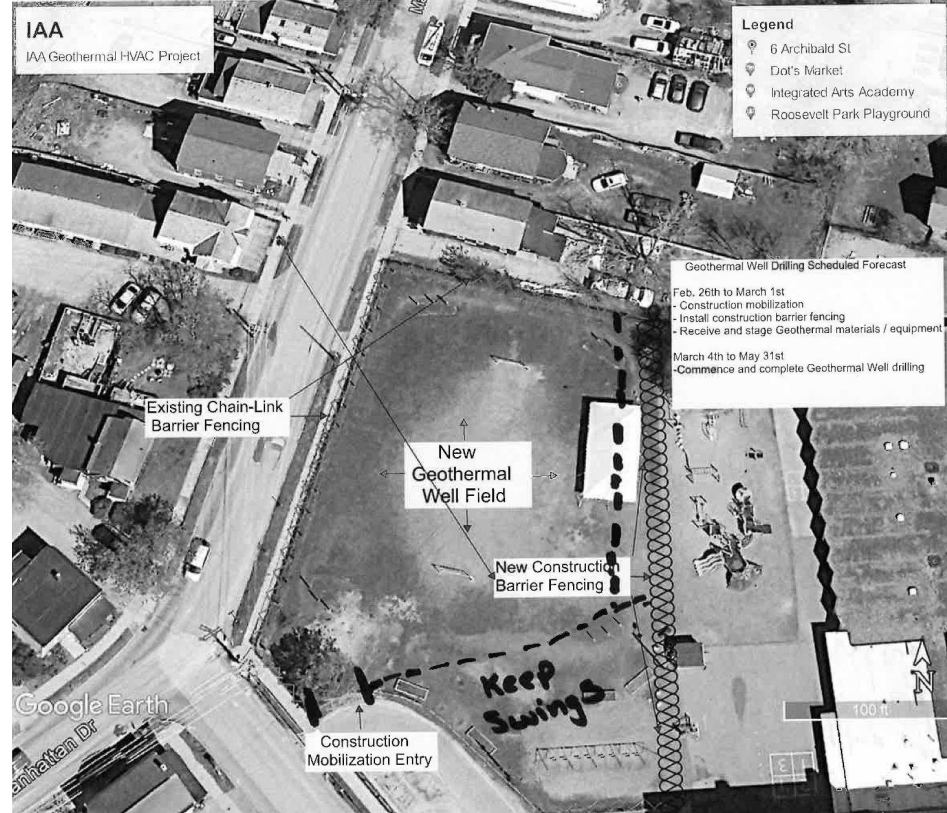 IAA
IAA Geothermal HVAC Project
Legend
6 Archibald St
Dot's Market
Integrated Arts Academy
Roosevelt Park Playground
Geothermal Well Drilling Scheduled Forecast
Feb. 26th to March 1st
- Construction mobilization
- Install construction barrier fencing
- Receive and stage Geothermal materials / equipment
March 4th to May 31st
-Commence and complete Geothermal Well drilling
Existing Chain-Link
Barrier Fencing
New
Geothermal
Well Field
New Construction
Barrier Fencing
Keep
Swings
Construction
Mobilization Entry
Google Earth
anhattan Dr
N
100 ft